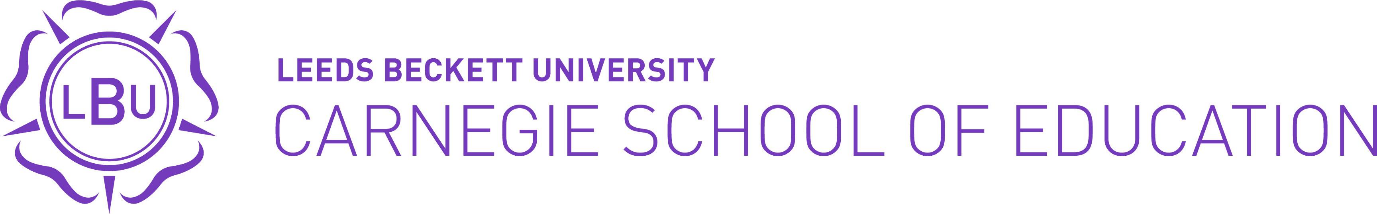 LBU
LEEDS BECKETT UNIVERSITY
CARNEGIE SCHOOL OF EDUCATION